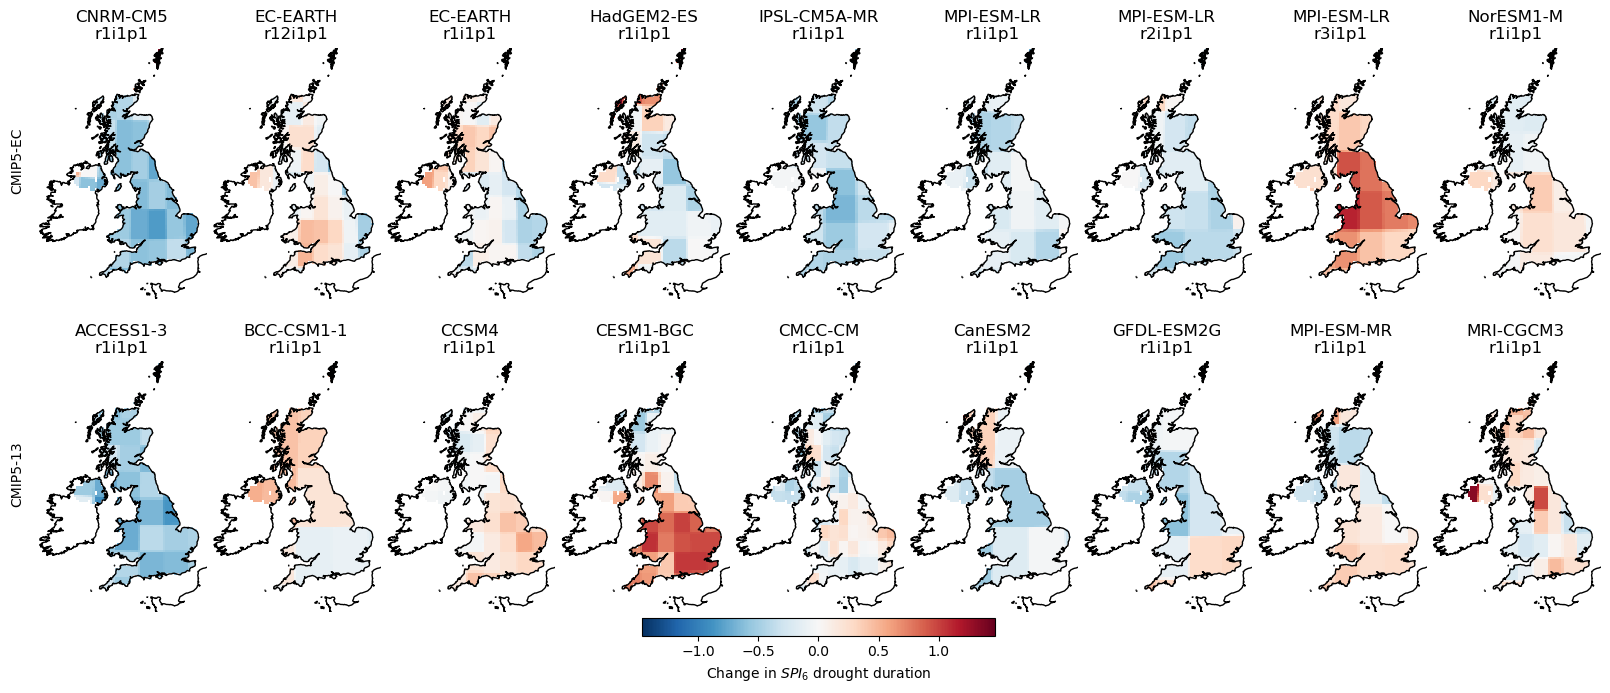 CNRM-CM5 EC-EARTH EC-EARTH HadGEM2-ES IPSL-CM5A-MR MPI-ESM-LR MPI-ESM-LR MPI-ESM-LR NorESM1-M
r1i1p1 r12i1p1 r1i1p1 r1i1p1 r1i1p1 r1i1p1 r2i1p1 r3i1p1 r1i1p1
CMIP5-EC
ACCESS1-3 BCC-CSM1-1 CCSM4 CESM1-BGC CMCC-CM CanESM2 GFDL-ESM2G MPI-ESM-MR MRI-CGCM3
r1i1p1 r1i1p1 r1i1p1 r1i1p1 r1i1p1 r1i1p1 r1i1p1 r1i1p1 r1i1p1
CMIP5-13
−1.0 −0.5 0.0 0.5 1.0
Change in SPI₆ drought duration